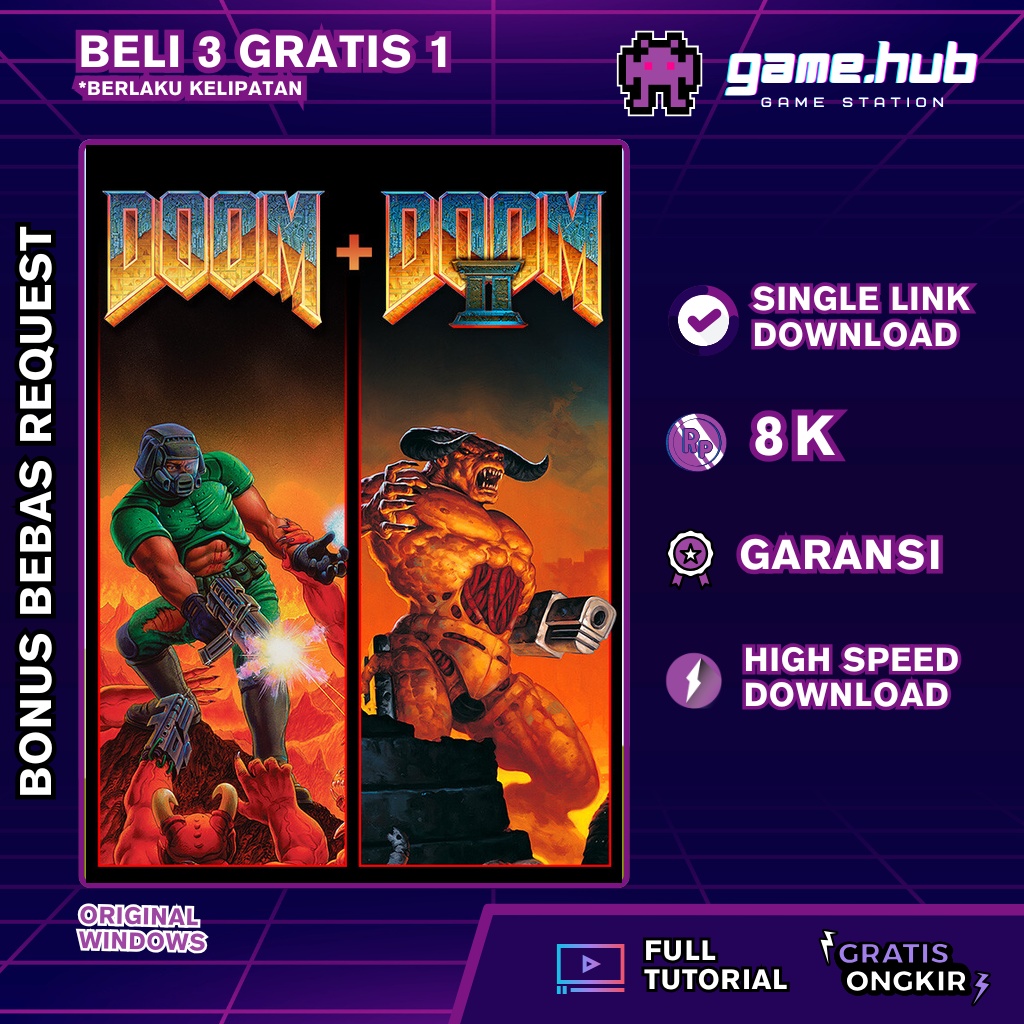 BELI 3 GRATIS 1
*BERLAKU KELIPATAN
game.hub
GAME STATION
BONUS BEBAS REQUEST
DOOM + DOOM
II
SINGLE LINK
DOWNLOAD
Rp 8K
GARANSI
HIGH SPEED
DOWNLOAD
ORIGINAL
WINDOWS
FULL
TUTORIAL
GRATIS
ONGKIR